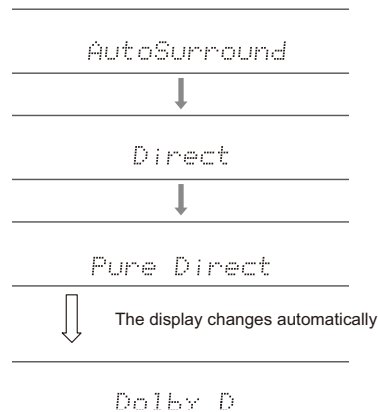 AutoSurround
Direct
Pure Direct
The display changes automatically
Dolby D